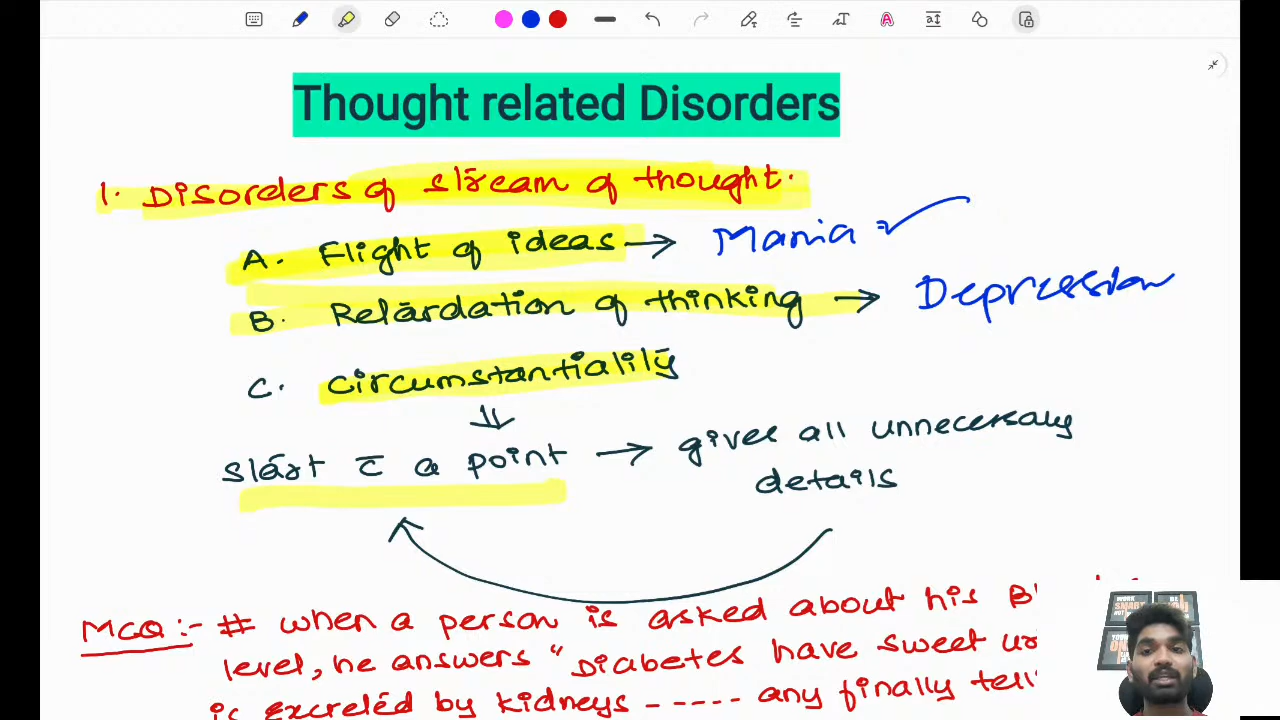 Thought related Disorders
1. Disorders of stream of thought.
A. Flight of ideas → Mania ✓
B. Retardation of thinking → Depression
C. circumstantiality
start c̄ a point → gives all unnecessary
details
MCQ :- # when a person is asked about his
level, he answers "Diabetes have sweet
is excreted by kidneys ----- any finally